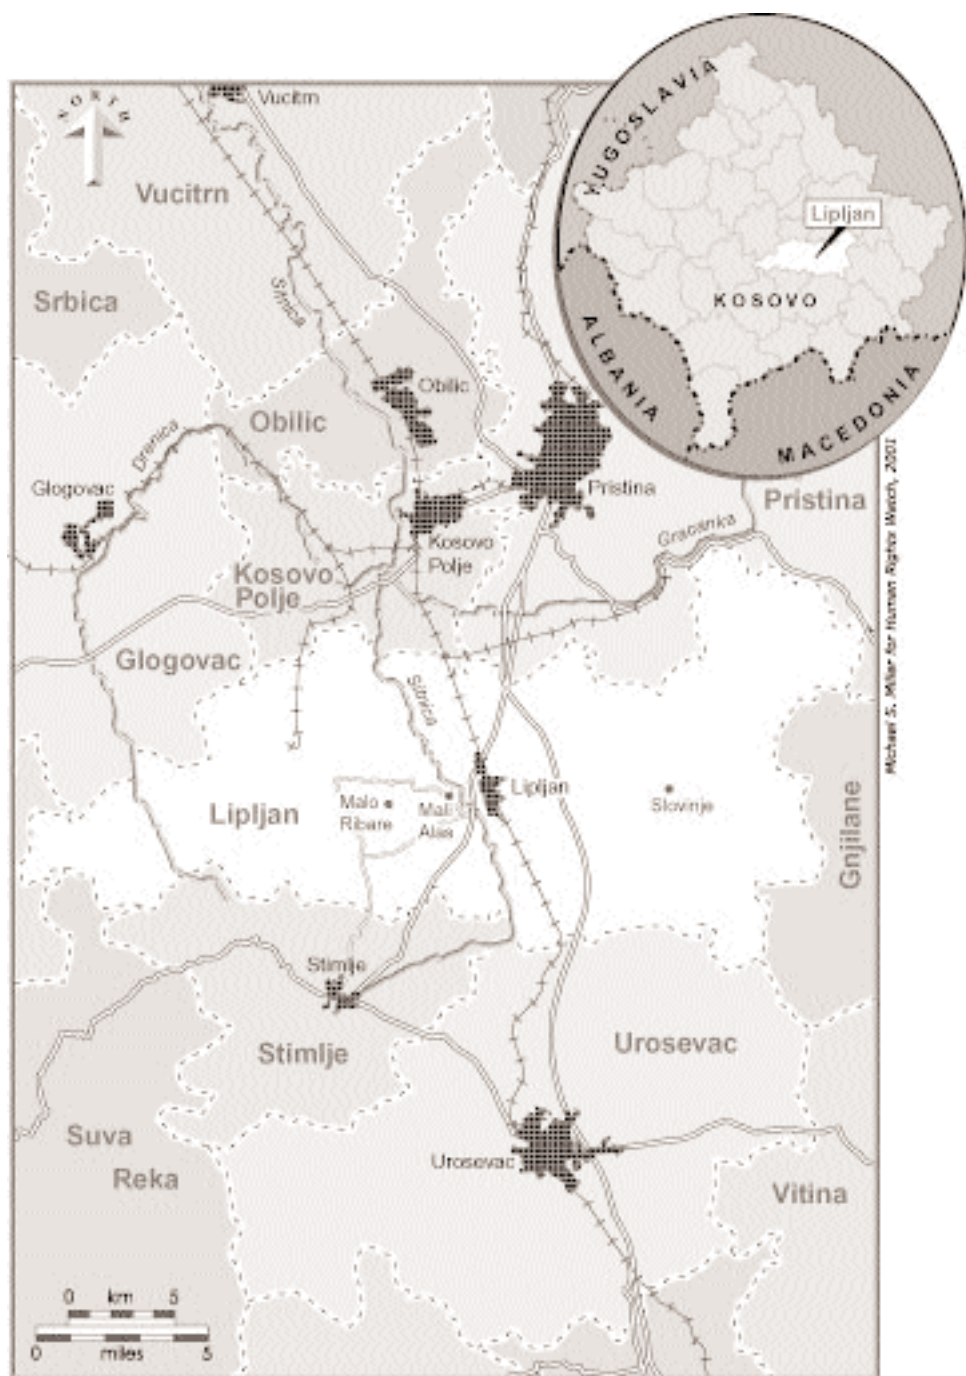 NORTH
Vucitrn
Vucitrn
YUGOSLAVIA
Lipljan
KOSOVO
ALBANIA
MACEDONIA
Srbica
Sitnica
Obilic
Obilic
Drenica
Glogovac
Pristina
Pristina
Gracanka
Kosovo
Polje
Kosovo
Polje
Glogovac
Sitnica
Lipljan
Lipljan
Malo
Ribare
Mali
Alas
Slovinje
Gnjilane
Stimlje
Stimlje
Urosevac
Suva
Reka
Urosevac
Vitina
0 km 5
0 miles 5
Michael S. Miller for Human Rights Watch, 2001